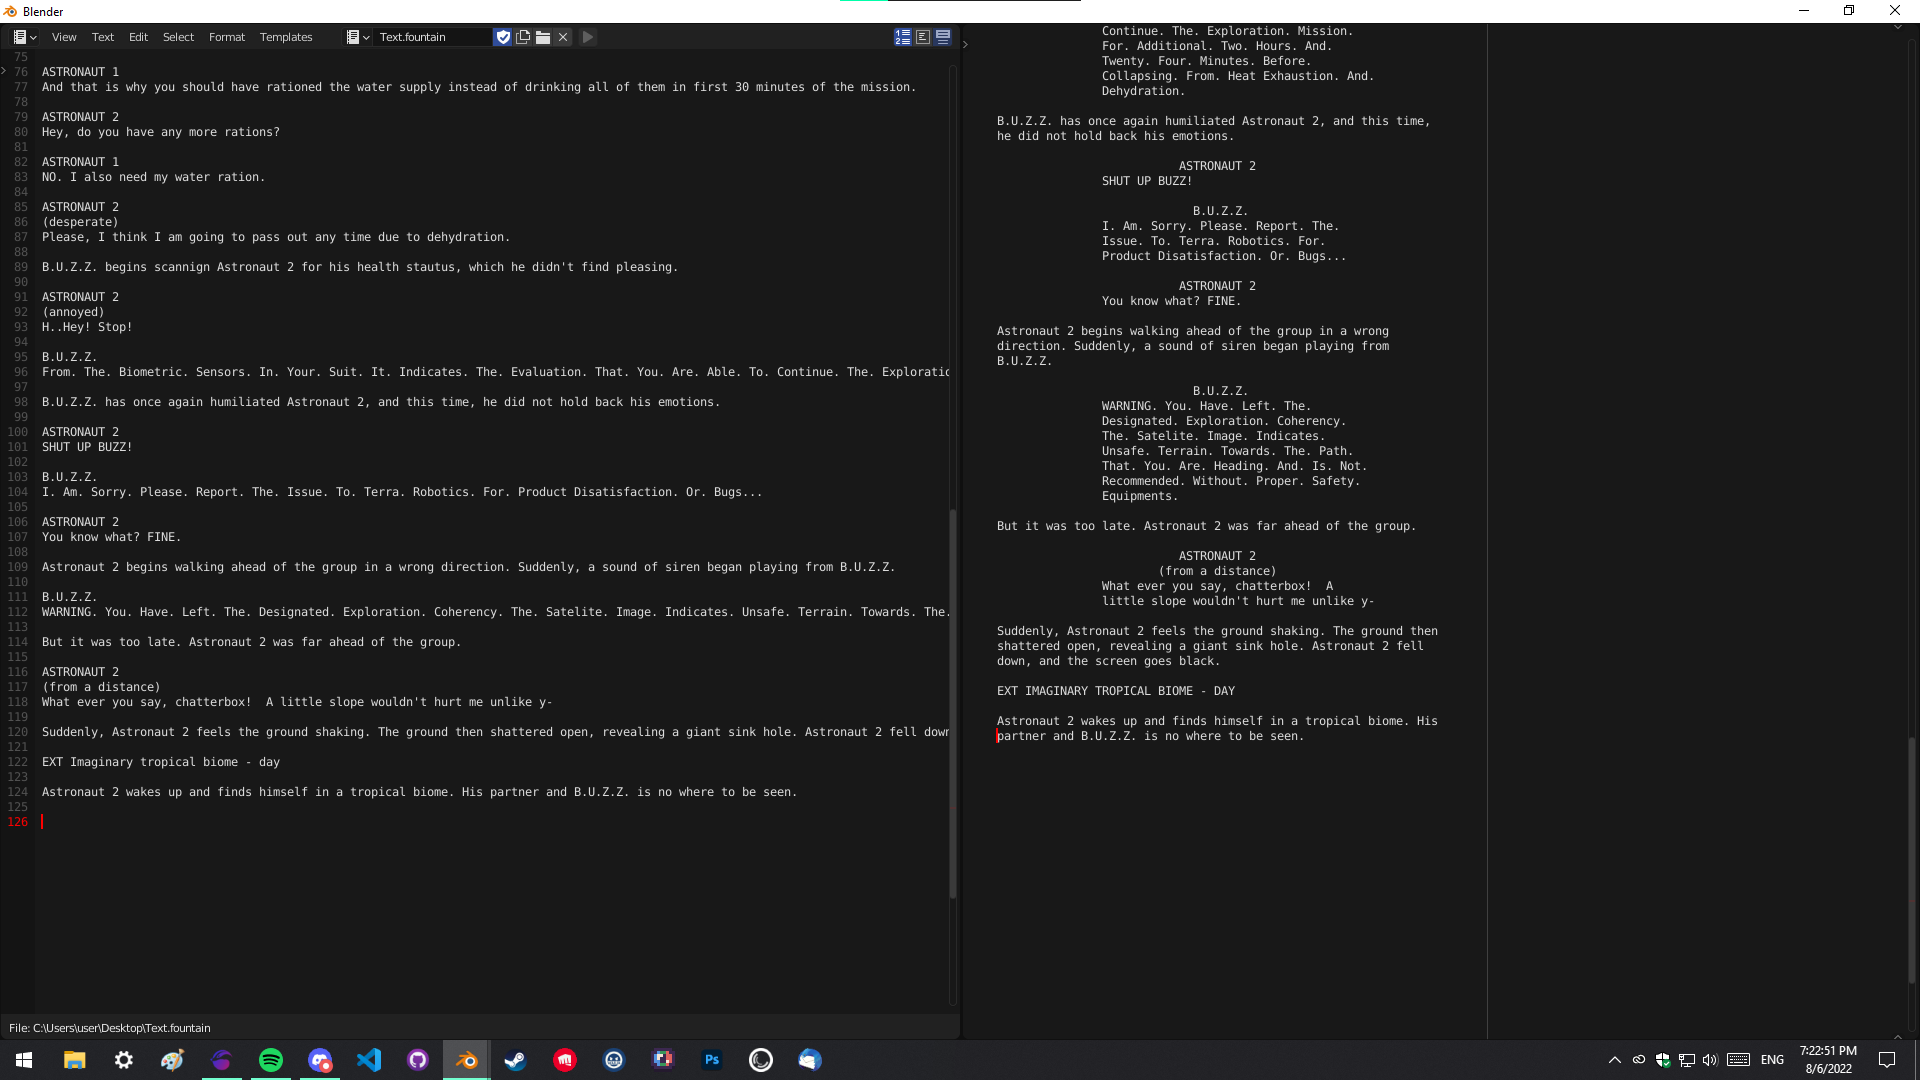 Blender
View Text Edit Select Format Templates Text.fountain
75
76 ASTRONAUT 1
77 And that is why you should have rationed the water supply instead of drinking all of them in first 30 minutes of the mission.
78
79 ASTRONAUT 2
80 Hey, do you have any more rations?
81
82 ASTRONAUT 1
83 NO. I also need my water ration.
84
85 ASTRONAUT 2
86 (desperate)
87 Please, I think I am going to pass out any time due to dehydration.
88
89 B.U.Z.Z. begins scannign Astronaut 2 for his health stautus, which he didn't find pleasing.
90
91 ASTRONAUT 2
92 (annoyed)
93 H..Hey! Stop!
94
95 B.U.Z.Z.
96 From. The. Biometric. Sensors. In. Your. Suit. It. Indicates. The. Evaluation. That. You. Are. Able. To. Continue. The. Exploratio
97
98 B.U.Z.Z. has once again humiliated Astronaut 2, and this time, he did not hold back his emotions.
99
100 ASTRONAUT 2
101 SHUT UP BUZZ!
102
103 B.U.Z.Z.
104 I. Am. Sorry. Please. Report. The. Issue. To. Terra. Robotics. For. Product Disatisfaction. Or. Bugs...
105
106 ASTRONAUT 2
107 You know what? FINE.
108
109 Astronaut 2 begins walking ahead of the group in a wrong direction. Suddenly, a sound of siren began playing from B.U.Z.Z.
110
111 B.U.Z.Z.
112 WARNING. You. Have. Left. The. Designated. Exploration. Coherency. The. Satelite. Image. Indicates. Unsafe. Terrain. Towards. The.
113
114 But it was too late. Astronaut 2 was far ahead of the group.
115
116 ASTRONAUT 2
117 (from a distance)
118 What ever you say, chatterbox!  A little slope wouldn't hurt me unlike y-
119
120 Suddenly, Astronaut 2 feels the ground shaking. The ground then shattered open, revealing a giant sink hole. Astronaut 2 fell down
121
122 EXT Imaginary tropical biome - day
123
124 Astronaut 2 wakes up and finds himself in a tropical biome. His partner and B.U.Z.Z. is no where to be seen.
125
126
File: C:\Users\user\Desktop\Text.fountain
Continue. The. Exploration. Mission.
For. Additional. Two. Hours. And.
Twenty. Four. Minutes. Before.
Collapsing. From. Heat Exhaustion. And.
Dehydration.
B.U.Z.Z. has once again humiliated Astronaut 2, and this time,
he did not hold back his emotions.
ASTRONAUT 2
SHUT UP BUZZ!
B.U.Z.Z.
I. Am. Sorry. Please. Report. The.
Issue. To. Terra. Robotics. For.
Product Disatisfaction. Or. Bugs...
ASTRONAUT 2
You know what? FINE.
Astronaut 2 begins walking ahead of the group in a wrong
direction. Suddenly, a sound of siren began playing from
B.U.Z.Z.
B.U.Z.Z.
WARNING. You. Have. Left. The.
Designated. Exploration. Coherency.
The. Satelite. Image. Indicates.
Unsafe. Terrain. Towards. The. Path.
That. You. Are. Heading. And. Is. Not.
Recommended. Without. Proper. Safety.
Equipments.
But it was too late. Astronaut 2 was far ahead of the group.
ASTRONAUT 2
(from a distance)
What ever you say, chatterbox!  A
little slope wouldn't hurt me unlike y-
Suddenly, Astronaut 2 feels the ground shaking. The ground then
shattered open, revealing a giant sink hole. Astronaut 2 fell
down, and the screen goes black.
EXT IMAGINARY TROPICAL BIOME - DAY
Astronaut 2 wakes up and finds himself in a tropical biome. His
partner and B.U.Z.Z. is no where to be seen.
Ps
ENG
7:22:51 PM
8/6/2022